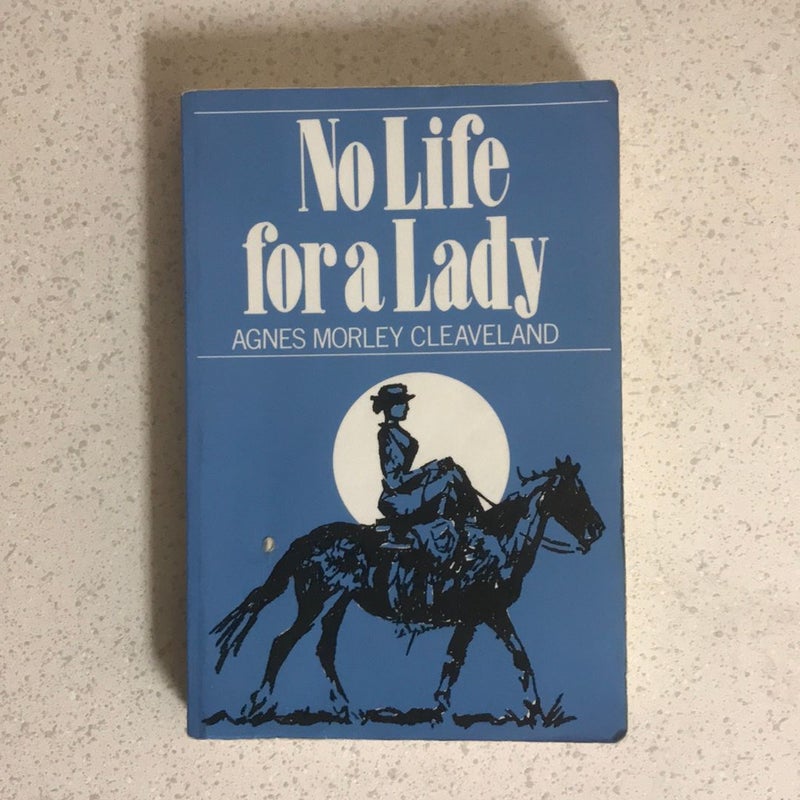 No Life
for a Lady
AGNES MORLEY CLEAVELAND